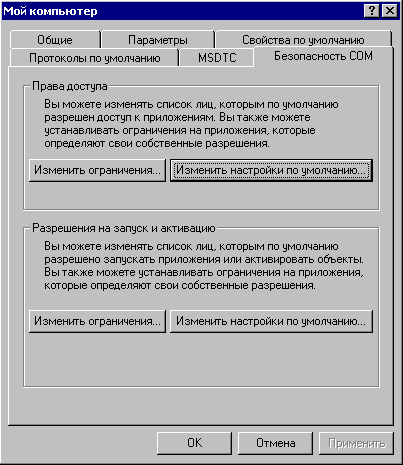 Мой компьютер
Общие Параметры Свойства по умолчанию
Протоколы по умолчанию MSDTC Безопасность COM
Права доступа
Вы можете изменять список лиц, которым по умолчанию
разрешен доступ к приложениям. Вы также можете
устанавливать ограничения на приложения, которые
определяют свои собственные разрешения.
Изменить ограничения... Изменить настройки по умолчанию...
Разрешения на запуск и активацию
Вы можете изменять список лиц, которым по умолчанию
разрешено запускать приложения или активировать объекты.
Вы также можете устанавливать ограничения на приложения,
которые определяют свои собственные разрешения.
Изменить ограничения... Изменить настройки по умолчанию...
OK Отмена Применить